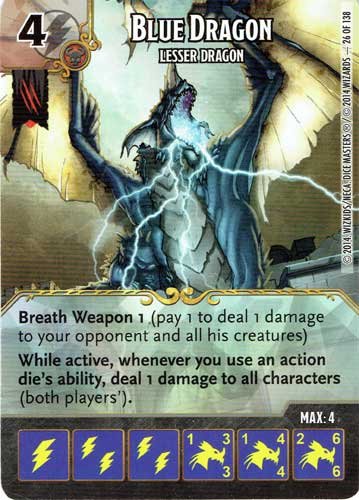 4
BLUE DRAGON
LESSER DRAGON
©2014 WIZKIDS/NECA, DICE MASTERS ®/©2014 WIZARDS — 26 OF 138
Breath Weapon 1 (pay 1 to deal 1 damage
to your opponent and all his creatures)
While active, whenever you use an action
die's ability, deal 1 damage to all characters
(both players').
MAX: 4
1 3 3
1 4 4
2 6 6